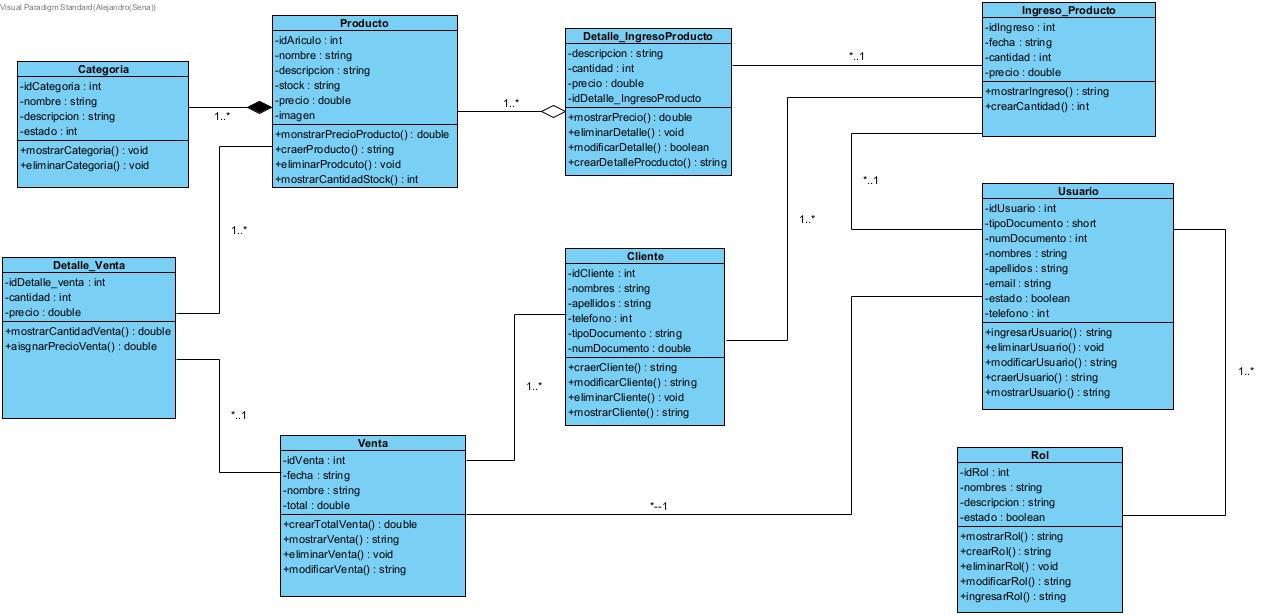 Visual Paradigm Standard(Alejandro(Sena))
Categoria
-idCategoria : int
-nombre : string
-descripcion : string
-estado : int
+mostrarCategoria() : void
+eliminarCategoria() : void
1..*
Producto
-idAriculo : int
-nombre : string
-descripcion : string
-stock : string
-precio : double
-imagen
+monstrarPrecioProducto() : double
+craerProducto() : string
+eliminarProdcuto() : void
+mostrarCantidadStock() : int
1..*
Detalle_IngresoProducto
-descripcion : string
-cantidad : int
-precio : double
-idDetalle_IngresoProducto
+mostrarPrecio() : double
+eliminarDetalle() : void
+modificarDetalle() : boolean
+crearDetalleProcducto() : string
*..1
Ingreso_Producto
-idIngreso : int
-fecha : string
-cantidad : int
-precio : double
+mostrarIngreso() : string
+crearCantidad() : int
*..1
1..*
1..*
Usuario
-idUsuario : int
-tipoDocumento : short
-numDocumento : int
-nombres : string
-apellidos : string
-email : string
-estado : boolean
-telefono : int
+ingresarUsuario() : string
+eliminarUsuario() : void
+modificarUsuario() : string
+craerUsuario() : string
+mostrarUsuario() : string
1..*
Detalle_Venta
-idDetalle_venta : int
-cantidad : int
-precio : double
+mostrarCantidadVenta() : double
+aisgnarPrecioVenta() : double
*..1
Cliente
-idCliente : int
-nombres : string
-apellidos : string
-telefono : int
-tipoDocumento : string
-numDocumento : double
+craerCliente() : string
+modificarCliente() : string
+eliminarCliente() : void
+mostrarCliente() : string
1..*
Venta
-idVenta : int
-fecha : string
-nombre : string
-total : double
+crearTotalVenta() : double
+mostrarVenta() : string
+eliminarVenta() : void
+modificarVenta() : string
*--1
Rol
-idRol : int
-nombres : string
-descripcion : string
-estado : boolean
+mostrarRol() : string
+crearRol() : string
+eliminarRol() : void
+modificarRol() : string
+ingresarRol() : string